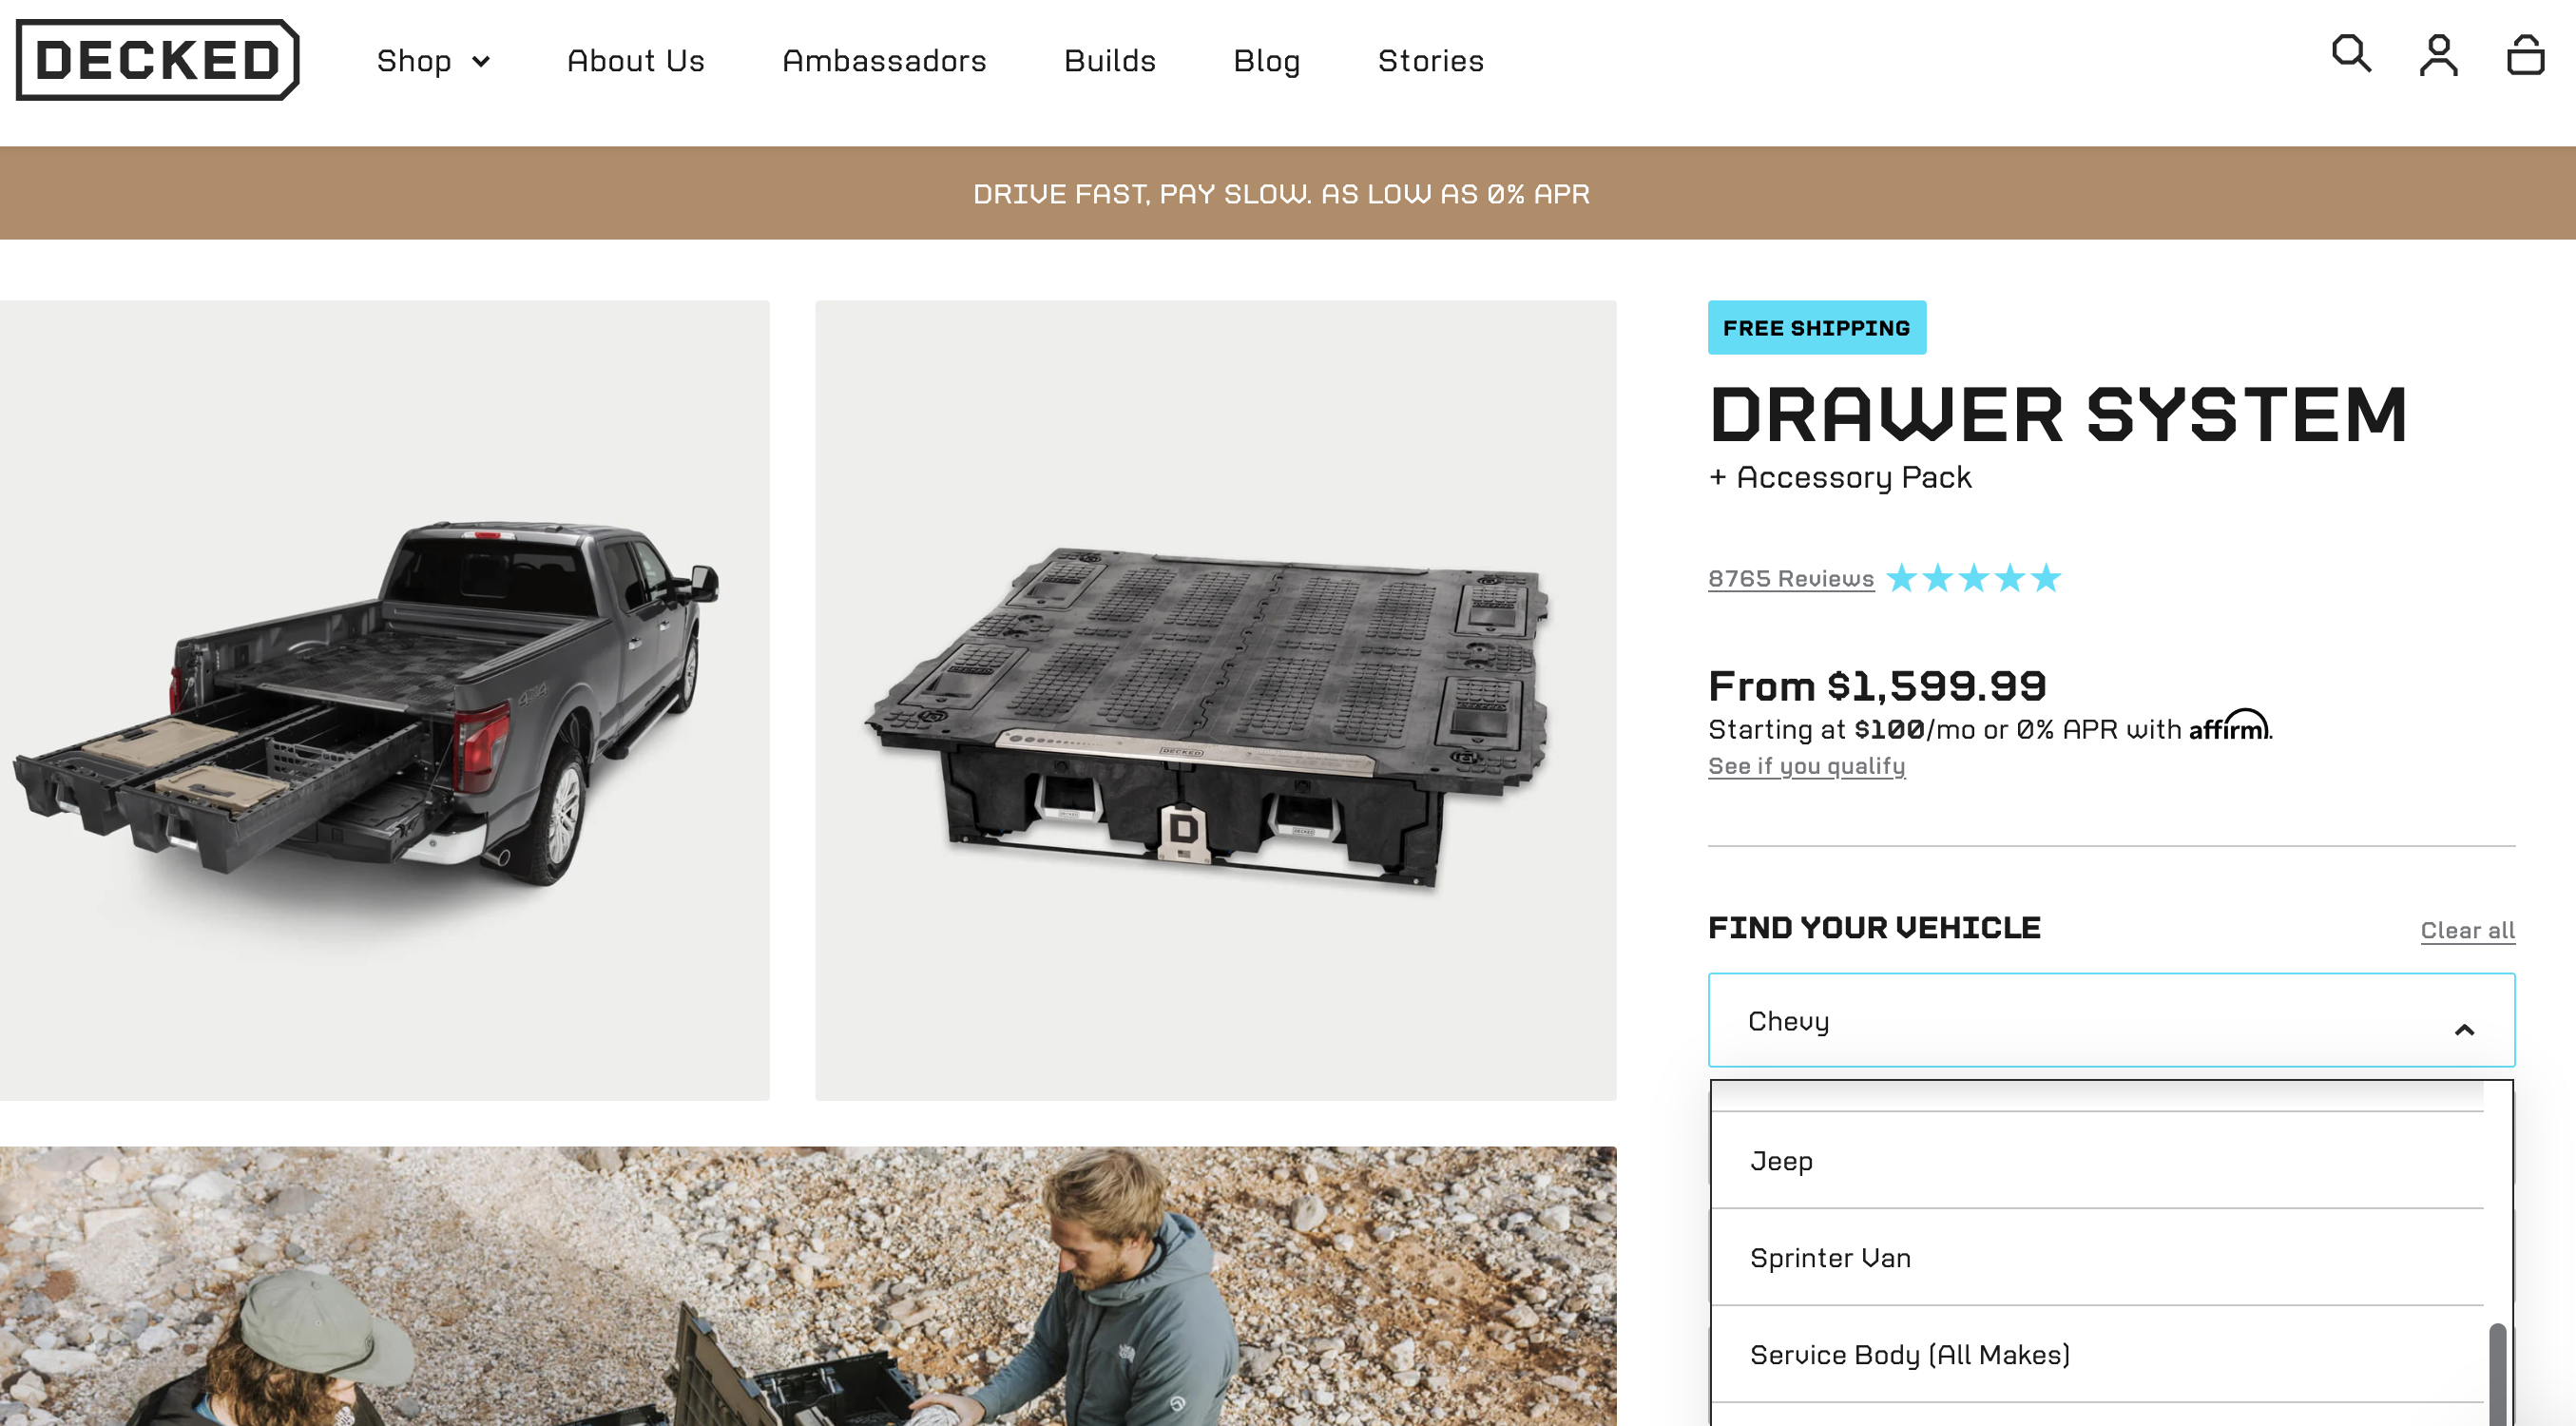 DECKED
Shop
About Us
Ambassadors
Builds
Blog
Stories
DRIVE FAST, PAY SLOW. AS LOW AS 0% APR
FREE SHIPPING
DRAWER SYSTEM
+ Accessory Pack
8765 Reviews
From $1,599.99
Starting at $100/mo or 0% APR with affirm.
See if you qualify
FIND YOUR VEHICLE
Clear all
Chevy
Jeep
Sprinter Van
Service Body (All Makes)
4X4
DECKED
D